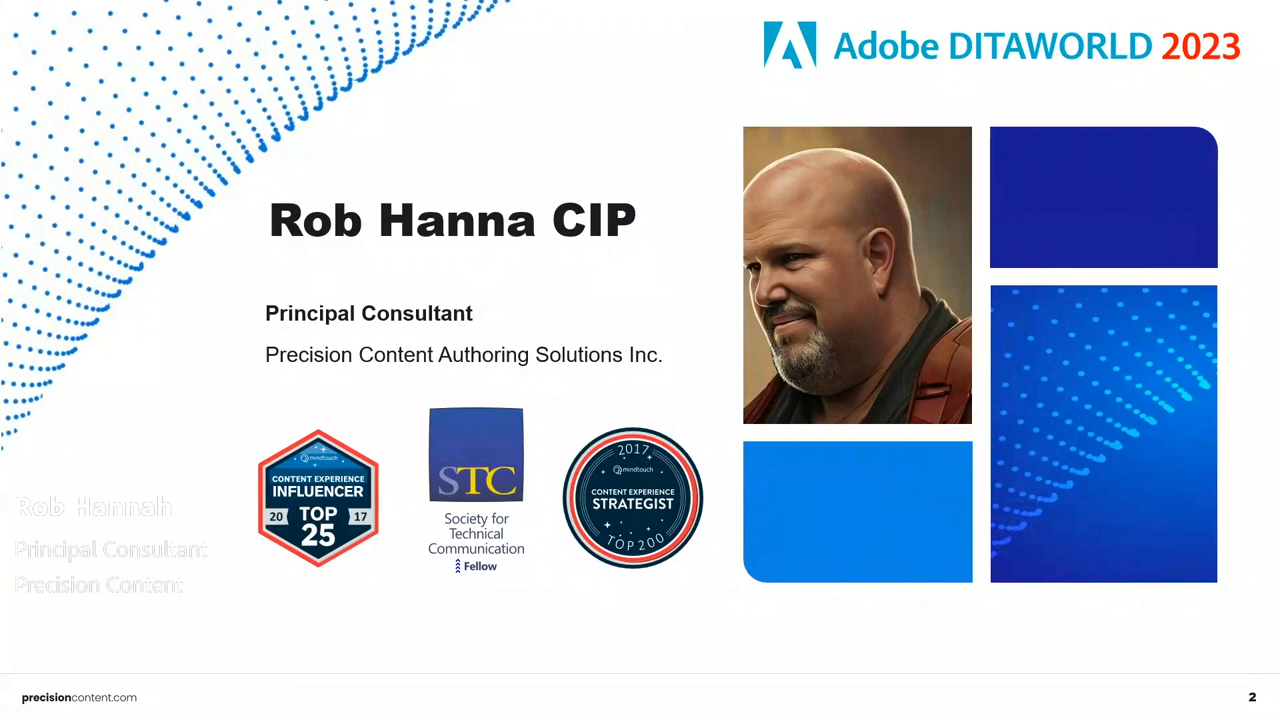 Adobe DITAWORLD 2023
Rob Hanna CIP
Principal Consultant
Precision Content Authoring Solutions Inc.
mindtouch
CONTENT EXPERIENCE
INFLUENCER
20 TOP 17
25
STC
Society for
Technical
Communication
Fellow
2017
mindtouch
CONTENT EXPERIENCE
STRATEGIST
TOP 200
Rob Hannah
Principal Consultant
Precision Content
precisioncontent.com
2